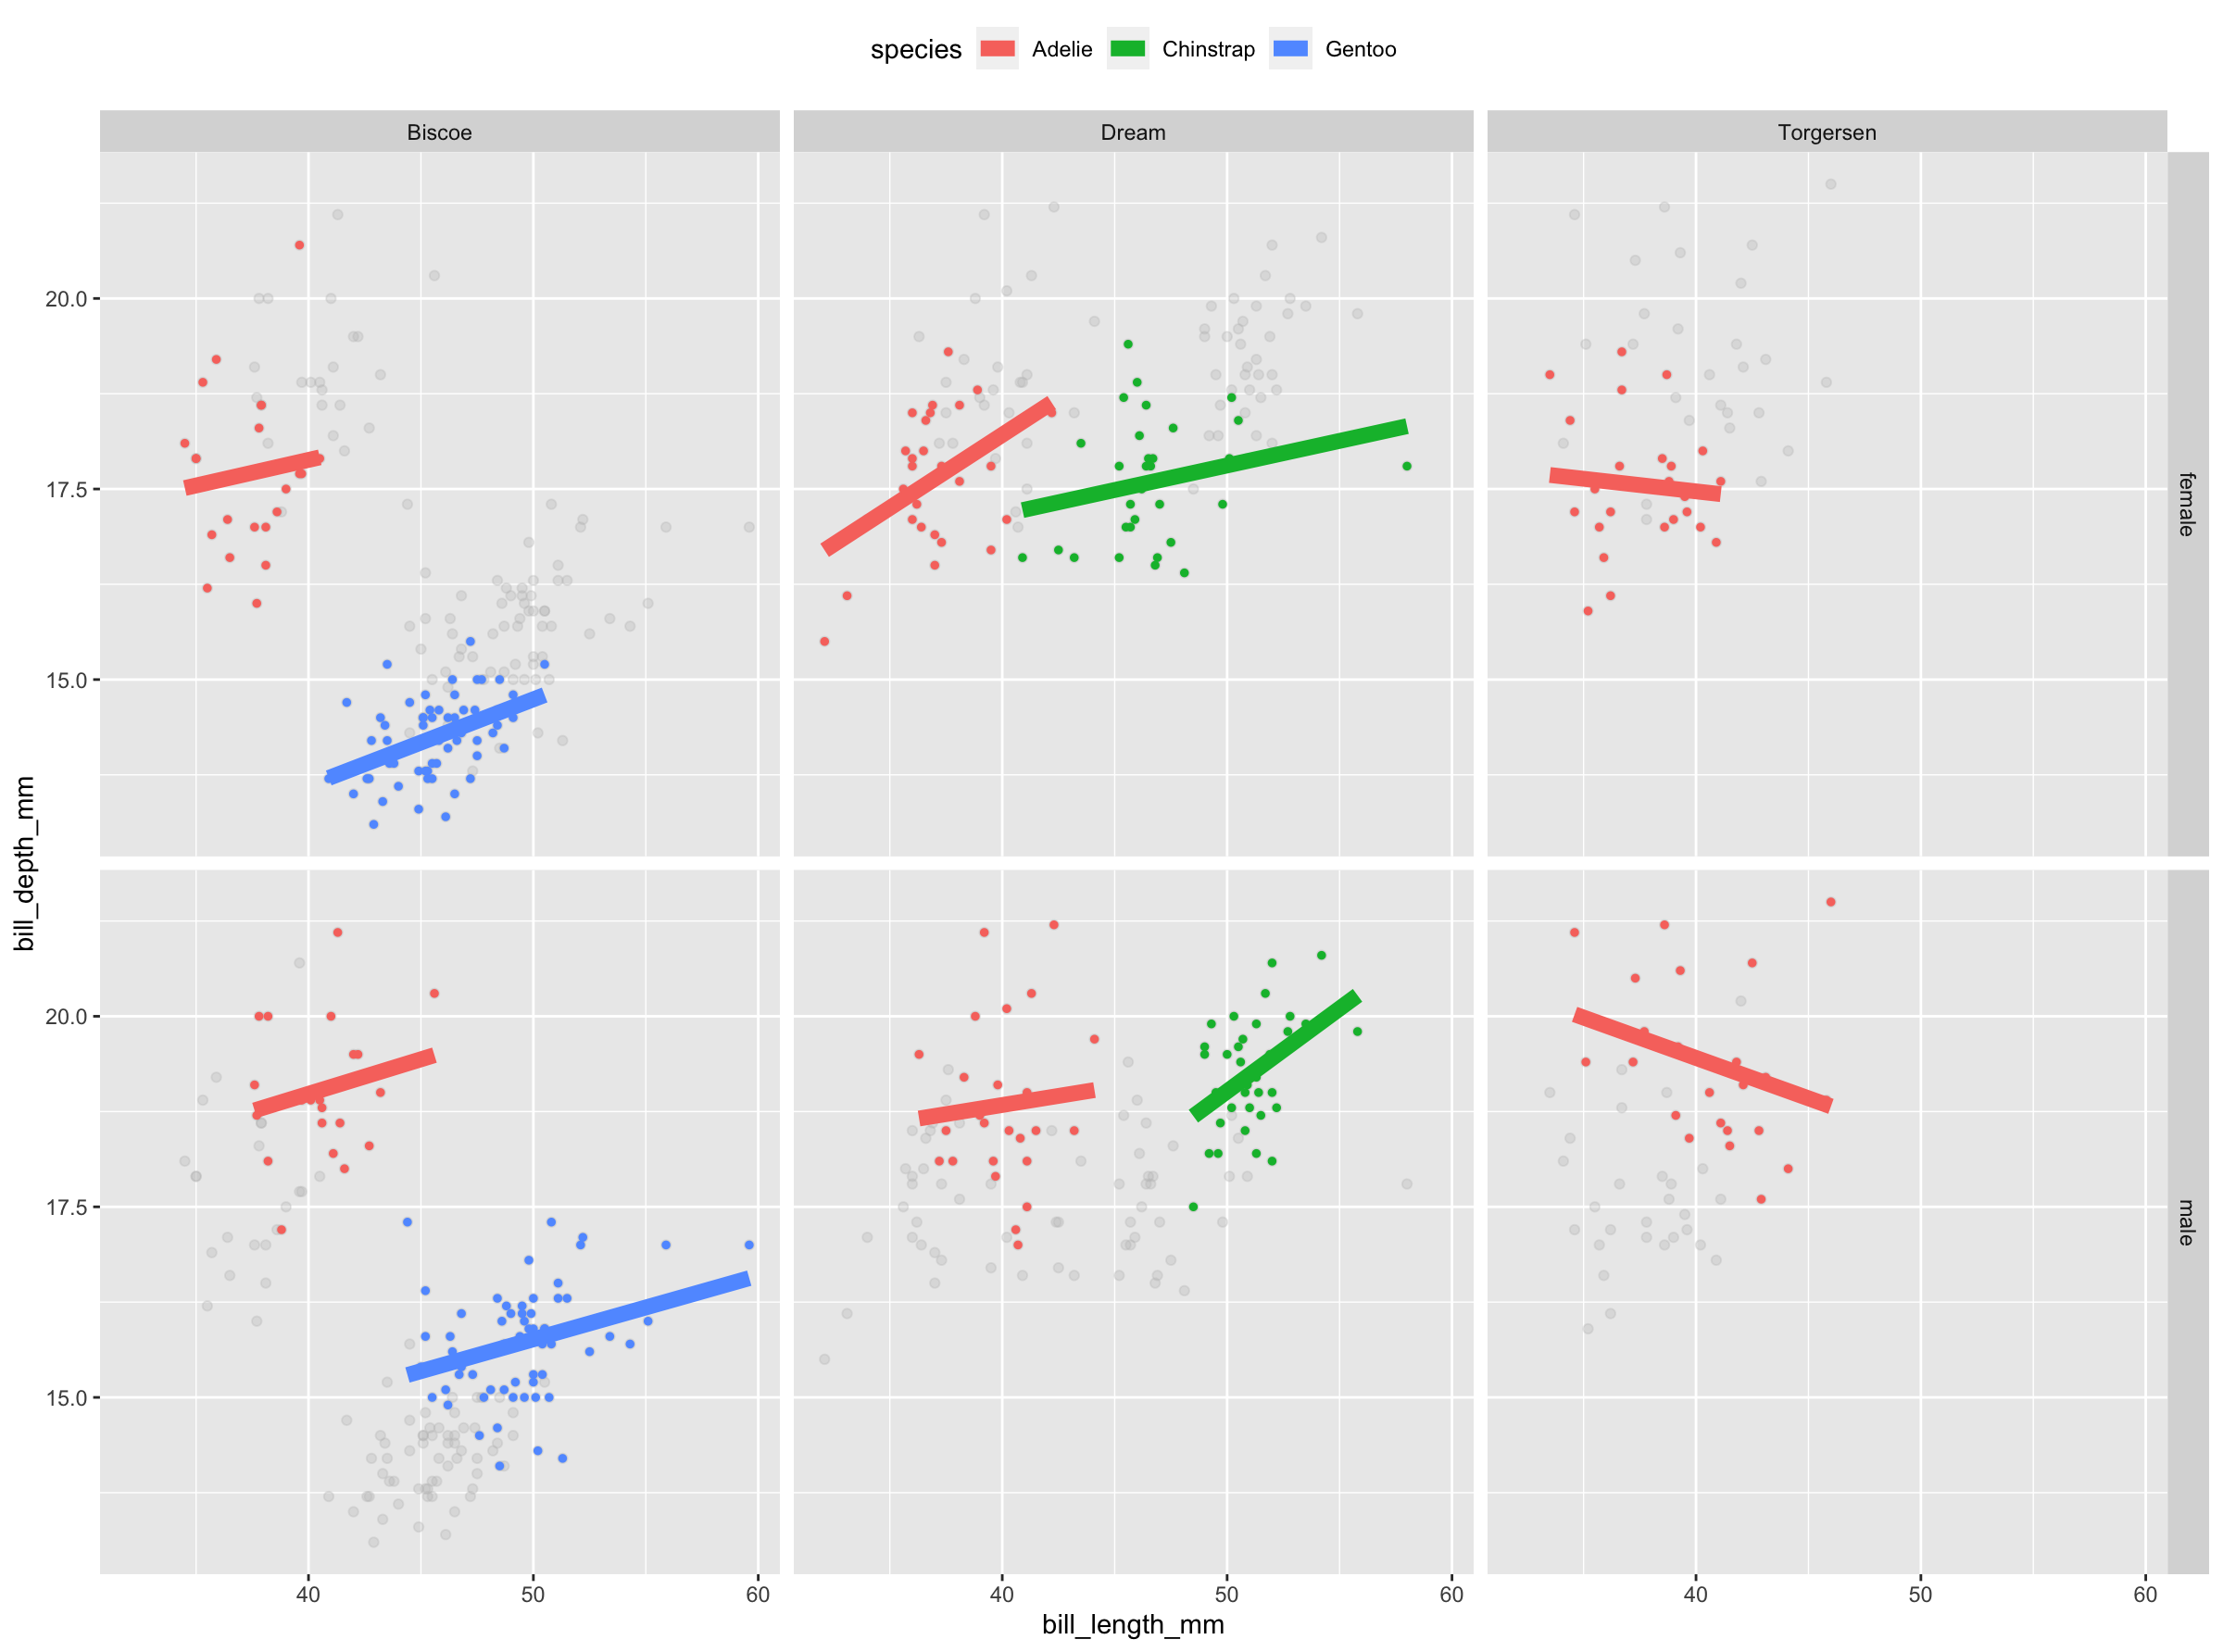 species Adelie Chinstrap Gentoo
Biscoe Dream Torgersen
20.0
17.5
15.0
female
bill_depth_mm
20.0
17.5
15.0
male
40 50 60 40 50 60 40 50 60
bill_length_mm